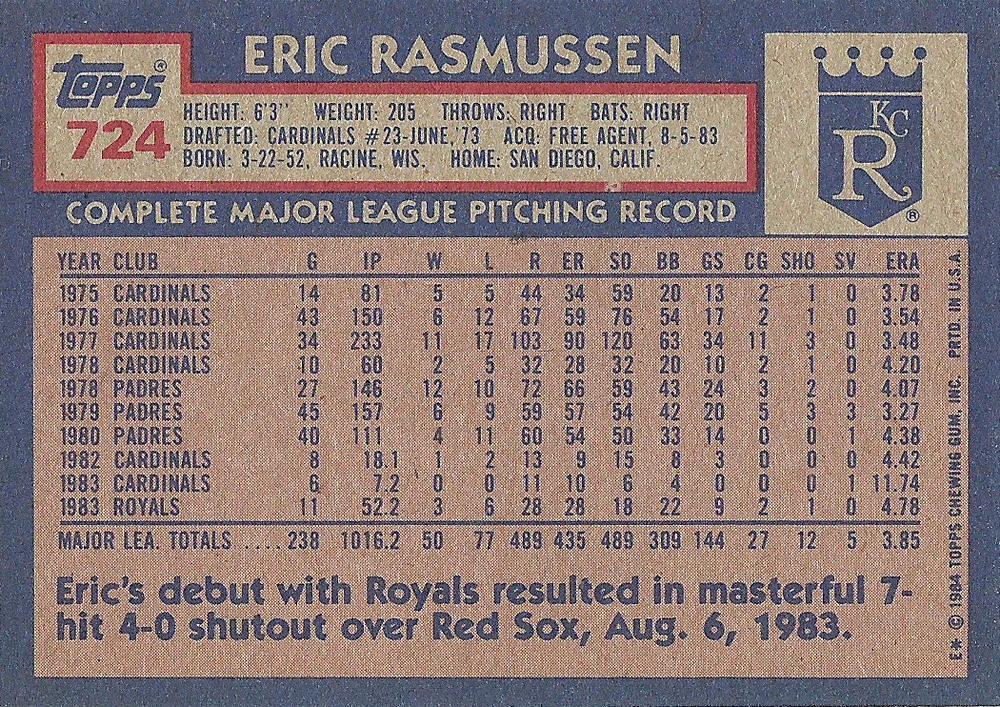 ERIC RASMUSSEN
TOPPS®
724
HEIGHT: 6'3" WEIGHT: 205 THROWS: RIGHT BATS: RIGHT
DRAFTED: CARDINALS #23-JUNE,'73 ACQ: FREE AGENT, 8-5-83
BORN: 3-22-52, RACINE, WIS. HOME: SAN DIEGO, CALIF.
KC
R®
COMPLETE MAJOR LEAGUE PITCHING RECORD
YEAR CLUB G IP W L R ER SO BB GS CG SHO SV ERA
1975 CARDINALS 14 81 5 5 44 34 59 20 13 2 1 0 3.78
1976 CARDINALS 43 150 6 12 67 59 76 54 17 2 1 0 3.54
1977 CARDINALS 34 233 11 17 103 90 120 63 34 11 3 0 3.48
1978 CARDINALS 10 60 2 5 32 28 32 20 10 2 1 0 4.20
1978 PADRES 27 146 12 10 72 66 59 43 24 3 2 0 4.07
1979 PADRES 45 157 6 9 59 57 54 42 20 5 3 3 3.27
1980 PADRES 40 111 4 11 60 54 50 33 14 0 0 1 4.38
1982 CARDINALS 8 18.1 1 2 13 9 15 8 3 0 0 0 4.42
1983 CARDINALS 6 7.2 0 0 11 10 6 4 0 0 0 1 11.74
1983 ROYALS 11 52.2 3 6 28 28 18 22 9 2 1 0 4.78
MAJOR LEA. TOTALS .... 238 1016.2 50 77 489 435 489 309 144 27 12 5 3.85
Eric's debut with Royals resulted in masterful 7-
hit 4-0 shutout over Red Sox, Aug. 6, 1983.
E* © 1984 TOPPS CHEWING GUM, INC. PRTD. IN U.S.A.